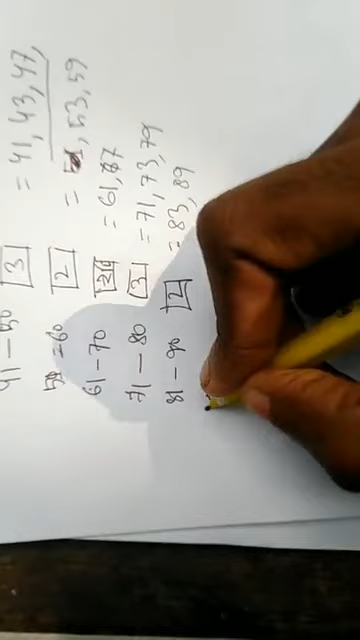 41 - 50 [3] = 41, 43, 47,
- 60 [2] = , 53, 59
61 - 70 = 61, 67
71 - 80 [3] = 71, 73, 79
81 - 90 [2] = 83, 89